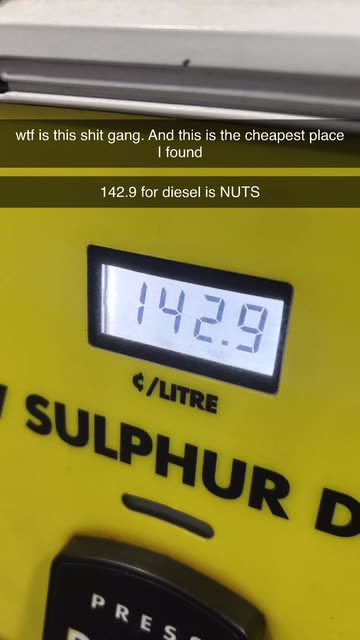 wtf is this shit gang. And this is the cheapest place
I found
142.9 for diesel is NUTS
142.9
¢/LITRE
SULPHUR
PRESS